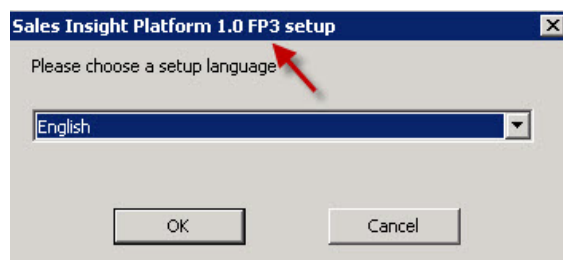 Sales Insight Platform 1.0 FP3 setup
Please choose a setup language
English
OK
Cancel